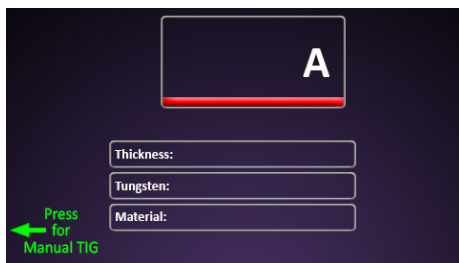 A
Thickness:
Tungsten:
Material:
Press
for
Manual TIG